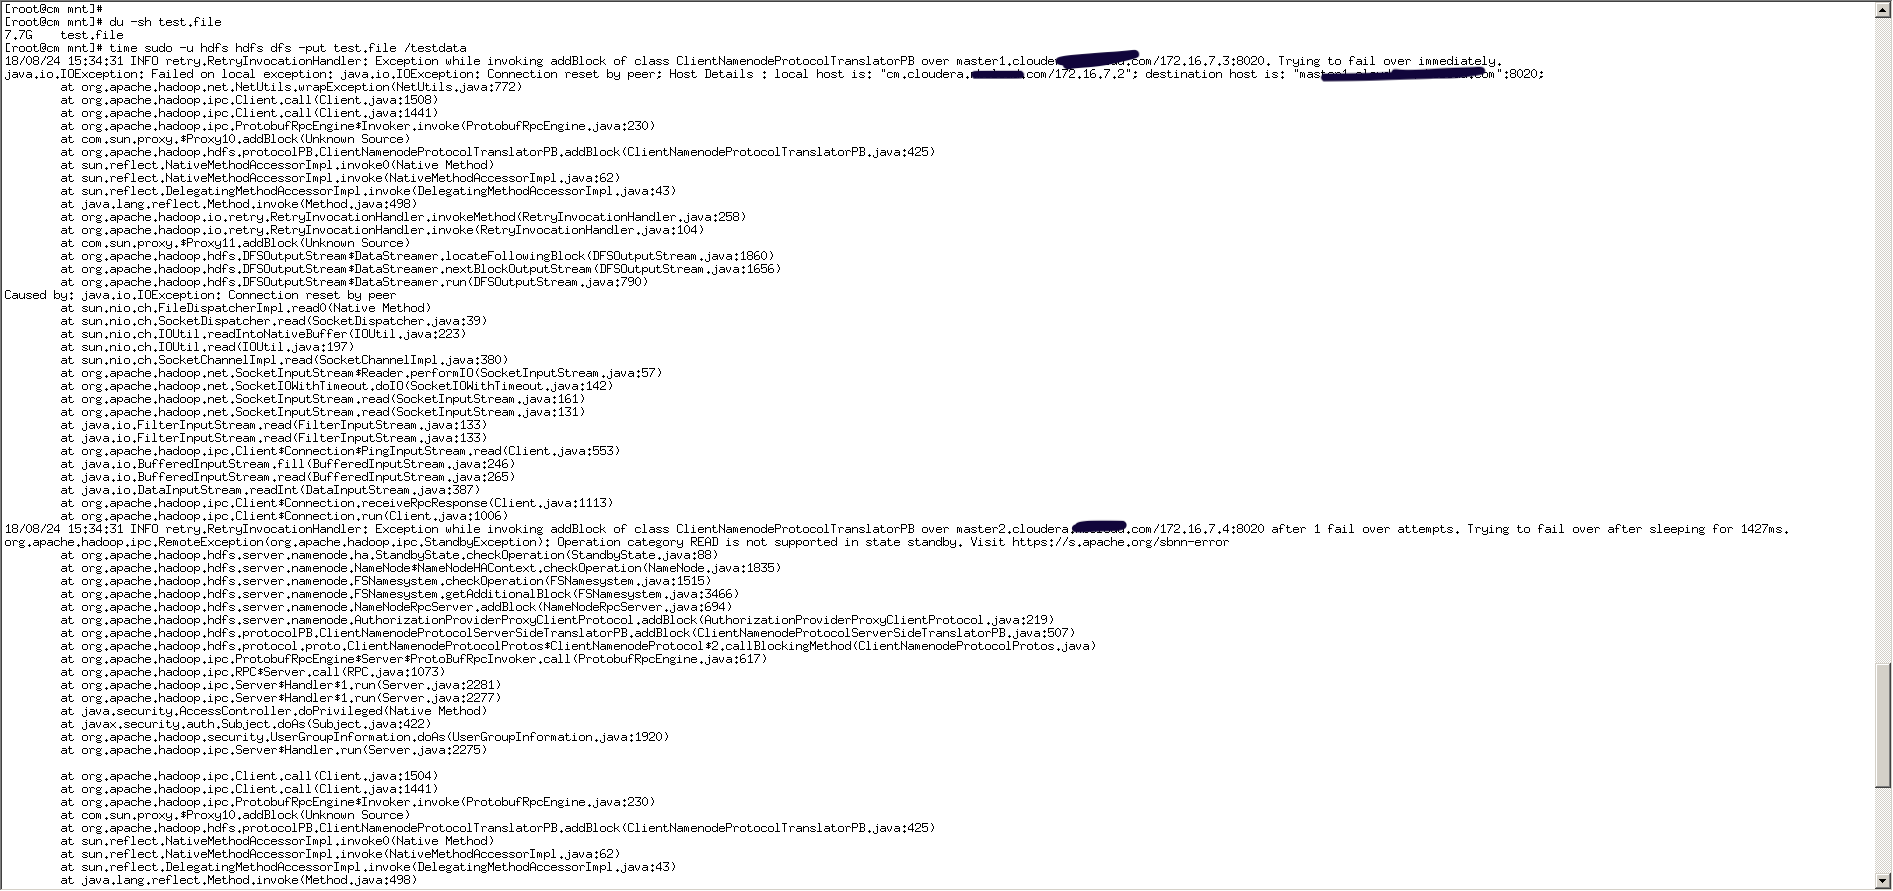 [root@cm mnt]#
[root@cm mnt]# du -sh test.file
7.7G    test.file
[root@cm mnt]# time sudo -u hdfs hdfs dfs -put test.file /testdata
18/08/24 15:34:31 INFO retry.RetryInvocationHandler: Exception while invoking addBlock of class ClientNamenodeProtocolTranslatorPB over master1.clouder .com/172.16.7.3:8020. Trying to fail over immediately.
java.io.IOException: Failed on local exception: java.io.IOException: Connection reset by peer; Host Details : local host is: "cm.cloudera. .com/172.16.7.2"; destination host is: "master1.cloud om":8020;
        at org.apache.hadoop.net.NetUtils.wrapException(NetUtils.java:772)
        at org.apache.hadoop.ipc.Client.call(Client.java:1508)
        at org.apache.hadoop.ipc.Client.call(Client.java:1441)
        at org.apache.hadoop.ipc.ProtobufRpcEngine$Invoker.invoke(ProtobufRpcEngine.java:230)
        at com.sun.proxy.$Proxy10.addBlock(Unknown Source)
        at org.apache.hadoop.hdfs.protocolPB.ClientNamenodeProtocolTranslatorPB.addBlock(ClientNamenodeProtocolTranslatorPB.java:425)
        at sun.reflect.NativeMethodAccessorImpl.invoke0(Native Method)
        at sun.reflect.NativeMethodAccessorImpl.invoke(NativeMethodAccessorImpl.java:62)
        at sun.reflect.DelegatingMethodAccessorImpl.invoke(DelegatingMethodAccessorImpl.java:43)
        at java.lang.reflect.Method.invoke(Method.java:498)
        at org.apache.hadoop.io.retry.RetryInvocationHandler.invokeMethod(RetryInvocationHandler.java:258)
        at org.apache.hadoop.io.retry.RetryInvocationHandler.invoke(RetryInvocationHandler.java:104)
        at com.sun.proxy.$Proxy11.addBlock(Unknown Source)
        at org.apache.hadoop.hdfs.DFSOutputStream$DataStreamer.locateFollowingBlock(DFSOutputStream.java:1860)
        at org.apache.hadoop.hdfs.DFSOutputStream$DataStreamer.nextBlockOutputStream(DFSOutputStream.java:1656)
        at org.apache.hadoop.hdfs.DFSOutputStream$DataStreamer.run(DFSOutputStream.java:790)
Caused by: java.io.IOException: Connection reset by peer
        at sun.nio.ch.FileDispatcherImpl.read0(Native Method)
        at sun.nio.ch.SocketDispatcher.read(SocketDispatcher.java:39)
        at sun.nio.ch.IOUtil.readIntoNativeBuffer(IOUtil.java:223)
        at sun.nio.ch.IOUtil.read(IOUtil.java:197)
        at sun.nio.ch.SocketChannelImpl.read(SocketChannelImpl.java:380)
        at org.apache.hadoop.net.SocketInputStream$Reader.performIO(SocketInputStream.java:57)
        at org.apache.hadoop.net.SocketIOWithTimeout.doIO(SocketIOWithTimeout.java:142)
        at org.apache.hadoop.net.SocketInputStream.read(SocketInputStream.java:161)
        at org.apache.hadoop.net.SocketInputStream.read(SocketInputStream.java:131)
        at java.io.FilterInputStream.read(FilterInputStream.java:133)
        at java.io.FilterInputStream.read(FilterInputStream.java:133)
        at org.apache.hadoop.ipc.Client$Connection$PingInputStream.read(Client.java:553)
        at java.io.BufferedInputStream.fill(BufferedInputStream.java:246)
        at java.io.BufferedInputStream.read(BufferedInputStream.java:265)
        at java.io.DataInputStream.readInt(DataInputStream.java:387)
        at org.apache.hadoop.ipc.Client$Connection.receiveRpcResponse(Client.java:1113)
        at org.apache.hadoop.ipc.Client$Connection.run(Client.java:1006)
18/08/24 15:34:31 INFO retry.RetryInvocationHandler: Exception while invoking addBlock of class ClientNamenodeProtocolTranslatorPB over master2.cloudera. .com/172.16.7.4:8020 after 1 fail over attempts. Trying to fail over after sleeping for 1427ms.
org.apache.hadoop.ipc.RemoteException(org.apache.hadoop.ipc.StandbyException): Operation category READ is not supported in state standby. Visit https://s.apache.org/sbnn-error
        at org.apache.hadoop.hdfs.server.namenode.ha.StandbyState.checkOperation(StandbyState.java:88)
        at org.apache.hadoop.hdfs.server.namenode.NameNode$NameNodeHAContext.checkOperation(NameNode.java:1835)
        at org.apache.hadoop.hdfs.server.namenode.FSNamesystem.checkOperation(FSNamesystem.java:1515)
        at org.apache.hadoop.hdfs.server.namenode.FSNamesystem.getAdditionalBlock(FSNamesystem.java:3466)
        at org.apache.hadoop.hdfs.server.namenode.NameNodeRpcServer.addBlock(NameNodeRpcServer.java:694)
        at org.apache.hadoop.hdfs.server.namenode.AuthorizationProviderProxyClientProtocol.addBlock(AuthorizationProviderProxyClientProtocol.java:219)
        at org.apache.hadoop.hdfs.protocolPB.ClientNamenodeProtocolServerSideTranslatorPB.addBlock(ClientNamenodeProtocolServerSideTranslatorPB.java:507)
        at org.apache.hadoop.hdfs.protocol.proto.ClientNamenodeProtocolProtos$ClientNamenodeProtocol$2.callBlockingMethod(ClientNamenodeProtocolProtos.java)
        at org.apache.hadoop.ipc.ProtobufRpcEngine$Server$ProtoBufRpcInvoker.call(ProtobufRpcEngine.java:617)
        at org.apache.hadoop.ipc.RPC$Server.call(RPC.java:1073)
        at org.apache.hadoop.ipc.Server$Handler$1.run(Server.java:2281)
        at org.apache.hadoop.ipc.Server$Handler$1.run(Server.java:2277)
        at java.security.AccessController.doPrivileged(Native Method)
        at javax.security.auth.Subject.doAs(Subject.java:422)
        at org.apache.hadoop.security.UserGroupInformation.doAs(UserGroupInformation.java:1920)
        at org.apache.hadoop.ipc.Server$Handler.run(Server.java:2275)

        at org.apache.hadoop.ipc.Client.call(Client.java:1504)
        at org.apache.hadoop.ipc.Client.call(Client.java:1441)
        at org.apache.hadoop.ipc.ProtobufRpcEngine$Invoker.invoke(ProtobufRpcEngine.java:230)
        at com.sun.proxy.$Proxy10.addBlock(Unknown Source)
        at org.apache.hadoop.hdfs.protocolPB.ClientNamenodeProtocolTranslatorPB.addBlock(ClientNamenodeProtocolTranslatorPB.java:425)
        at sun.reflect.NativeMethodAccessorImpl.invoke0(Native Method)
        at sun.reflect.NativeMethodAccessorImpl.invoke(NativeMethodAccessorImpl.java:62)
        at sun.reflect.DelegatingMethodAccessorImpl.invoke(DelegatingMethodAccessorImpl.java:43)
        at java.lang.reflect.Method.invoke(Method.java:498)